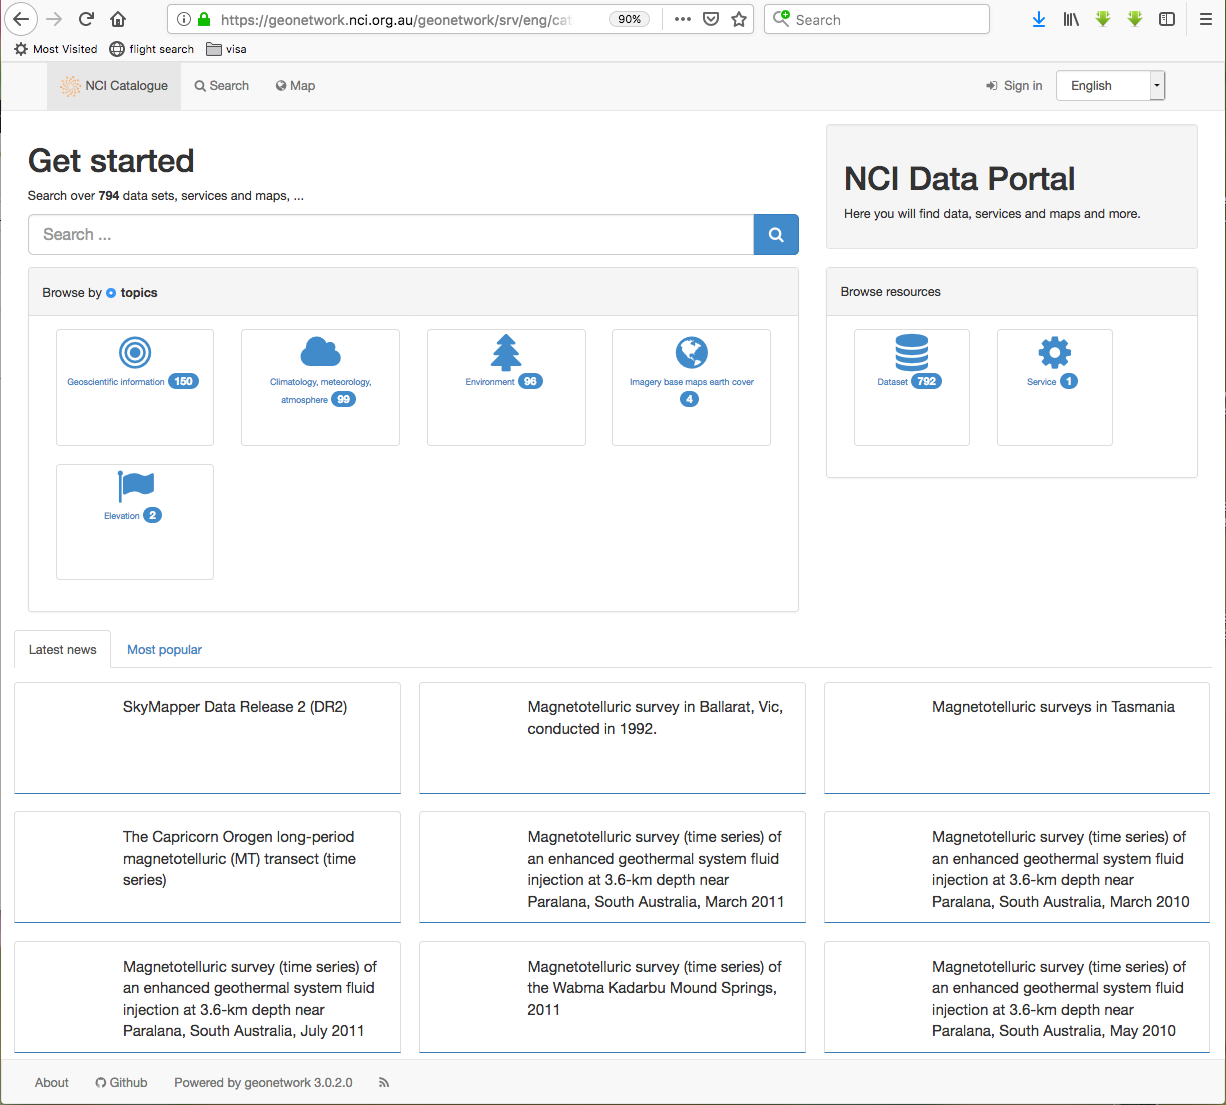 https://geonetwork.nci.org.au/geonetwork/srv/eng/cat
90%
Search
Most Visited
flight search
visa
NCI Catalogue
Search
Map
Sign in
English
Get started
Search over 794 data sets, services and maps, ...
Search ...
NCI Data Portal
Here you will find data, services and maps and more.
Browse by topics
Geoscientific information 150
Climatology, meteorology,
atmosphere 99
Environment 96
Imagery base maps earth cover
4
Elevation 2
Browse resources
Dataset 792
Service 1
Latest news
Most popular
SkyMapper Data Release 2 (DR2)
Magnetotelluric survey in Ballarat, Vic,
conducted in 1992.
Magnetotelluric surveys in Tasmania
The Capricorn Orogen long-period
magnetotelluric (MT) transect (time
series)
Magnetotelluric survey (time series) of
an enhanced geothermal system fluid
injection at 3.6-km depth near
Paralana, South Australia, March 2011
Magnetotelluric survey (time series) of
an enhanced geothermal system fluid
injection at 3.6-km depth near
Paralana, South Australia, March 2010
Magnetotelluric survey (time series) of
an enhanced geothermal system fluid
injection at 3.6-km depth near
Paralana, South Australia, July 2011
Magnetotelluric survey (time series) of
the Wabma Kadarbu Mound Springs,
2011
Magnetotelluric survey (time series) of
an enhanced geothermal system fluid
injection at 3.6-km depth near
Paralana, South Australia, May 2010
About
Github
Powered by geonetwork 3.0.2.0